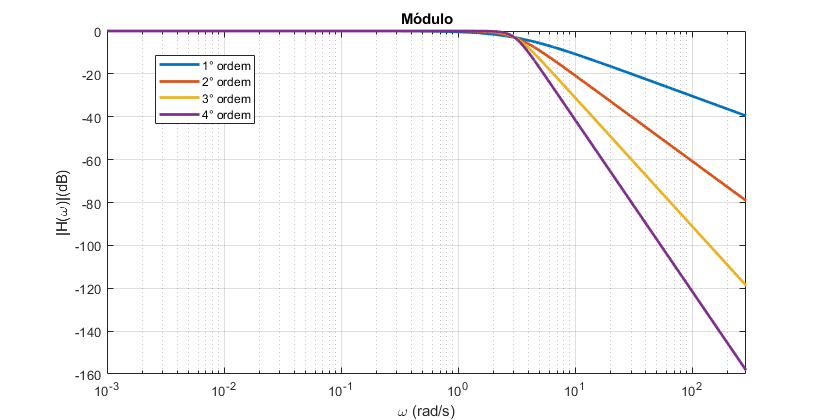 Módulo
|H(ω)|(dB)
0
-20
-40
-60
-80
-100
-120
-140
-160
1° ordem
2° ordem
3° ordem
4° ordem
10^-3 10^-2 10^-1 10^0 10^1 10^2
ω (rad/s)